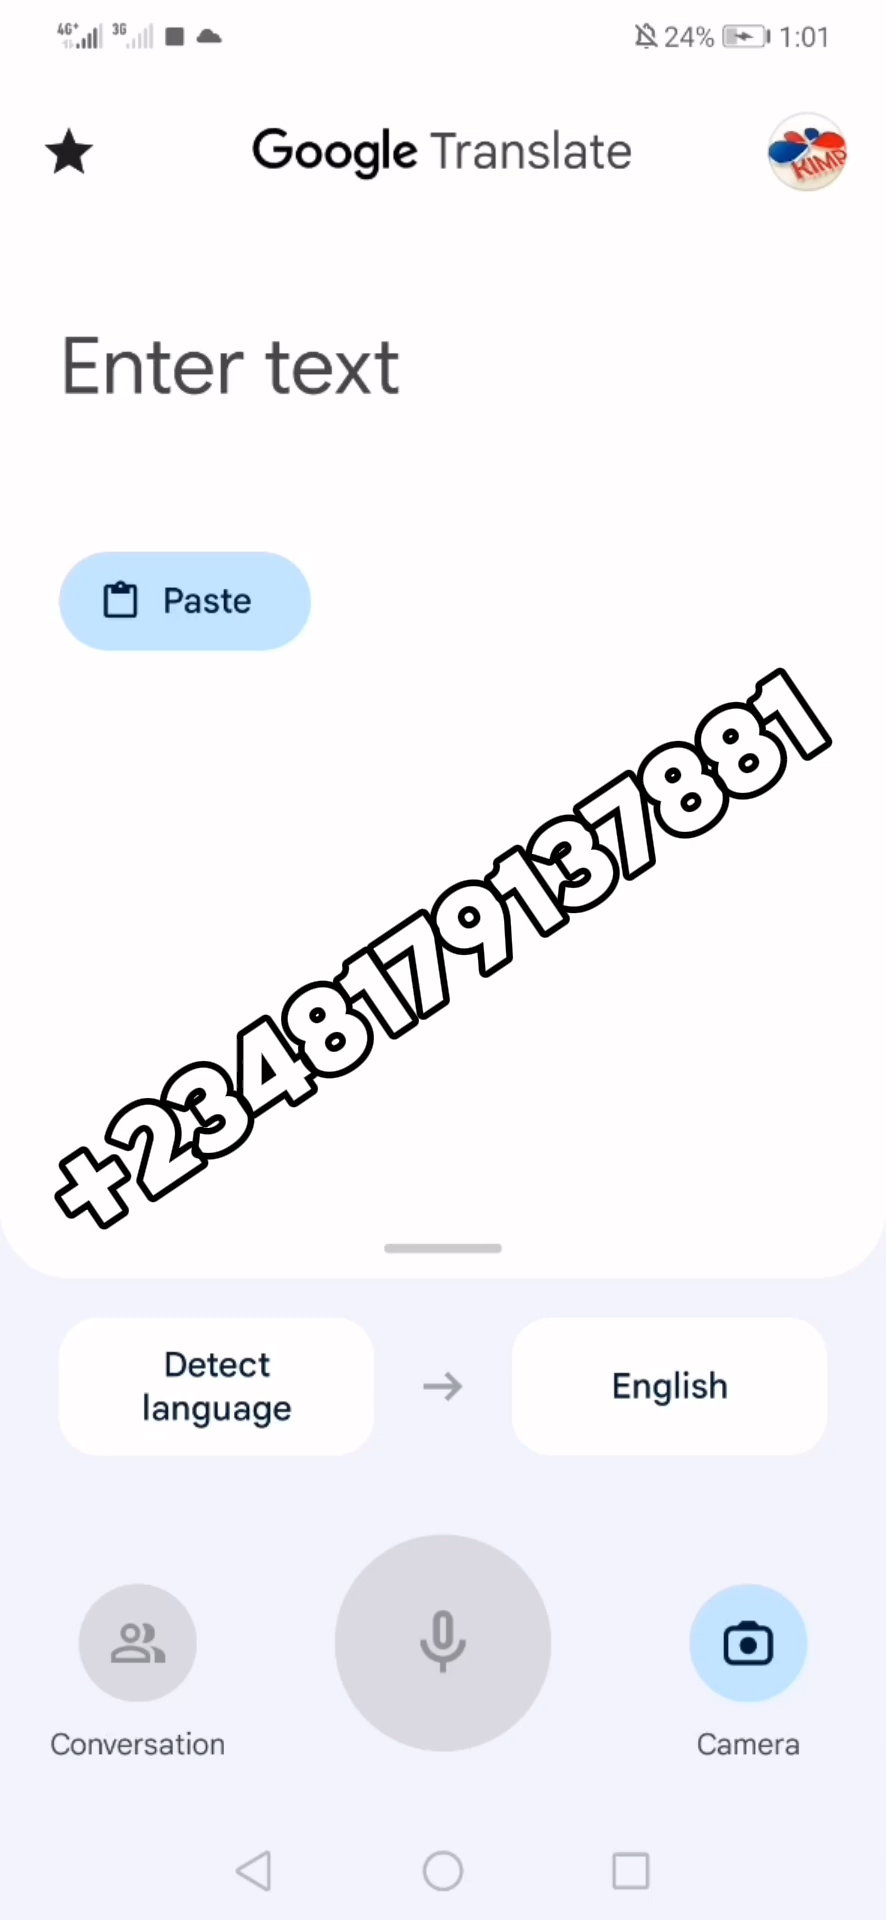 4G+ 3G 24% 1:01
Google Translate
KIMP
Enter text
Paste
+2348179137881
Detect
language
English
Conversation
Camera